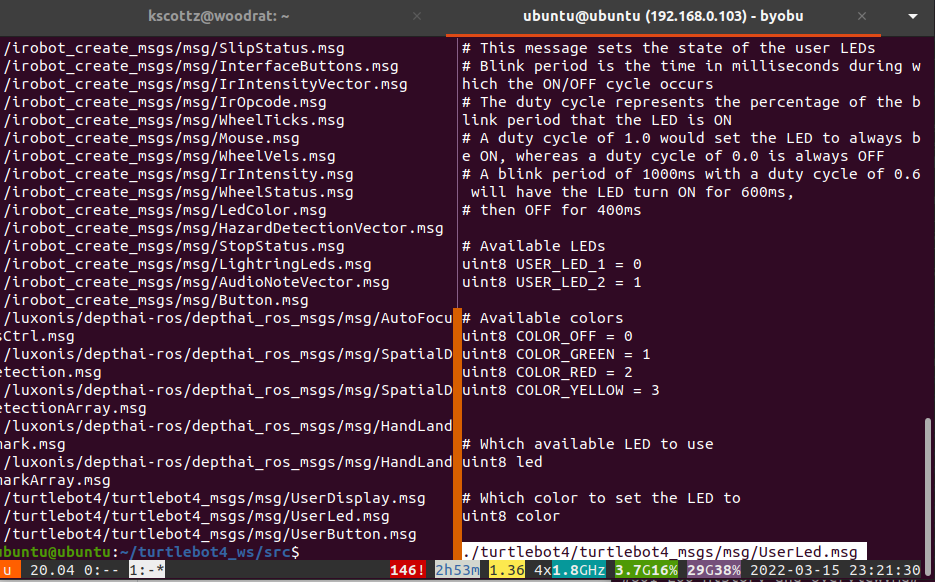 kscottz@woodrat: ~
ubuntu@ubuntu (192.168.0.103) - byobu
/irobot_create_msgs/msg/SlipStatus.msg
/irobot_create_msgs/msg/InterfaceButtons.msg
/irobot_create_msgs/msg/IrIntensityVector.msg
/irobot_create_msgs/msg/IrOpcode.msg
/irobot_create_msgs/msg/WheelTicks.msg
/irobot_create_msgs/msg/Mouse.msg
/irobot_create_msgs/msg/WheelVels.msg
/irobot_create_msgs/msg/IrIntensity.msg
/irobot_create_msgs/msg/WheelStatus.msg
/irobot_create_msgs/msg/LedColor.msg
/irobot_create_msgs/msg/HazardDetectionVector.msg
/irobot_create_msgs/msg/StopStatus.msg
/irobot_create_msgs/msg/LightringLeds.msg
/irobot_create_msgs/msg/AudioNoteVector.msg
/irobot_create_msgs/msg/Button.msg
/luxonis/depthai-ros/depthai_ros_msgs/msg/AutoFocu
sCtrl.msg
/luxonis/depthai-ros/depthai_ros_msgs/msg/SpatialD
etection.msg
/luxonis/depthai-ros/depthai_ros_msgs/msg/SpatialD
etectionArray.msg
/luxonis/depthai-ros/depthai_ros_msgs/msg/HandLand
mark.msg
/luxonis/depthai-ros/depthai_ros_msgs/msg/HandLand
markArray.msg
/turtlebot4/turtlebot4_msgs/msg/UserDisplay.msg
/turtlebot4/turtlebot4_msgs/msg/UserLed.msg
/turtlebot4/turtlebot4_msgs/msg/UserButton.msg
ubuntu@ubuntu:~/turtlebot4_ws/src$
# This message sets the state of the user LEDs
# Blink period is the time in milliseconds during w
hich the ON/OFF cycle occurs
# The duty cycle represents the percentage of the b
link period that the LED is ON
# A duty cycle of 1.0 would set the LED to always b
e ON, whereas a duty cycle of 0.0 is always OFF
# A blink period of 1000ms with a duty cycle of 0.6
will have the LED turn ON for 600ms,
# then OFF for 400ms
# Available LEDs
uint8 USER_LED_1 = 0
uint8 USER_LED_2 = 1
# Available colors
uint8 COLOR_OFF = 0
uint8 COLOR_GREEN = 1
uint8 COLOR_RED = 2
uint8 COLOR_YELLOW = 3
# Which available LED to use
uint8 led
# Which color to set the LED to
uint8 color
./turtlebot4/turtlebot4_msgs/msg/UserLed.msg
u 20.04 0:-- 1:-* 146! 2h53m 1.36 4x1.8GHz 3.7G16% 29G38% 2022-03-15 23:21:30